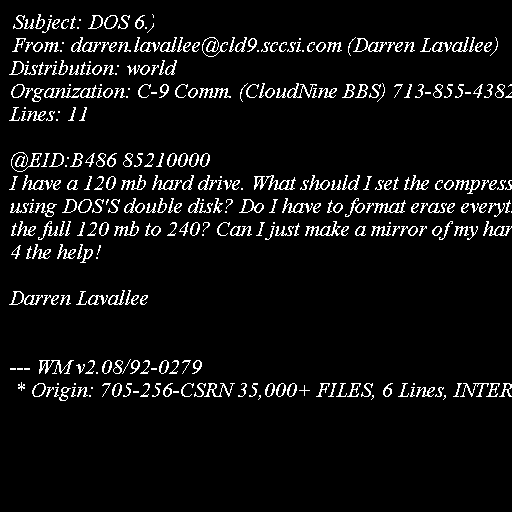 Subject: DOS 6.)
From: darren.lavallee@cld9.sccsi.com (Darren Lavallee)
Distribution: world
Organization: C-9 Comm. (CloudNine BBS) 713-855-4382
Lines: 11
@EID:B486 85210000
I have a 120 mb hard drive. What should I set the compress
using DOS'S double disk? Do I have to format erase everyt
the full 120 mb to 240? Can I just make a mirror of my har
4 the help!
Darren Lavallee
--- WM v2.08/92-0279
* Origin: 705-256-CSRN 35,000+ FILES, 6 Lines, INTER